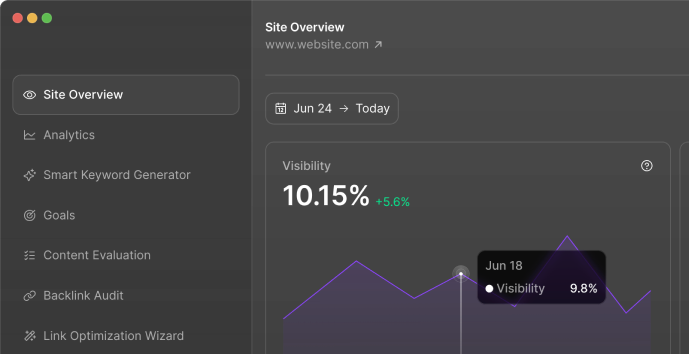 Site Overview
www.website.com
Jun 24 → Today
12
Site Overview
Analytics
Smart Keyword Generator
Goals
Content Evaluation
Backlink Audit
Link Optimization Wizard
Visibility
10.15% +5.6%
Jun 18
Visibility 9.8%